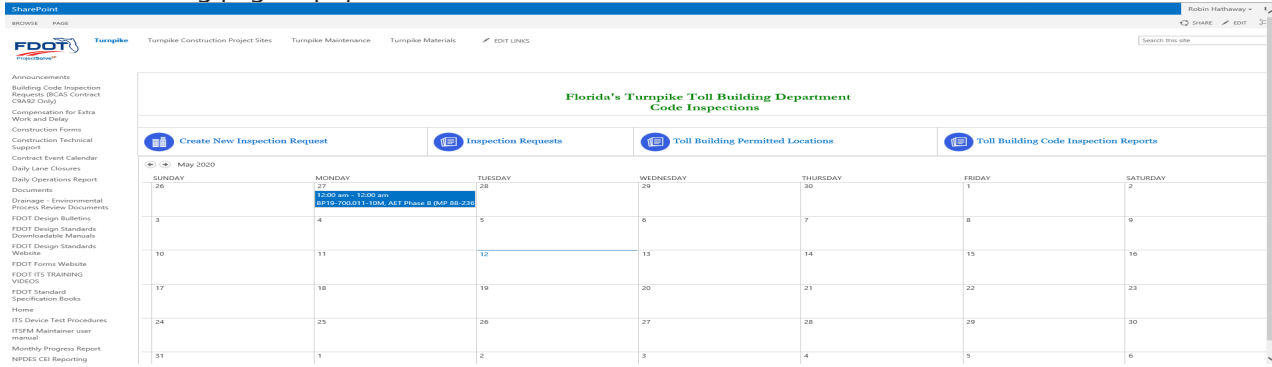 SharePoint
Robin Hathaway
BROWSE PAGE
SHARE EDIT
FDOT
ProjectSolve
Turnpike Turnpike Construction Project Sites Turnpike Maintenance Turnpike Materials EDIT LINKS
Search this site
Announcements
Building Code Inspection
Requests (BCAS Contract
C9A92 Only)
Compensation for Extra
Work and Delay
Construction Forms
Construction Technical
Support
Contract Event Calendar
Daily Lane Closures
Daily Operations Report
Documents
Drainage - Environmental
Process Review Documents
FDOT Design Bulletins
FDOT Design Standards
Downloadable Manuals
FDOT Design Standards
Website
FDOT Forms Website
FDOT ITS TRAINING
VIDEOS
FDOT Standard
Specification Books
Home
ITS Device Test Procedures
ITSFM Maintainer user
manual
Monthly Progress Report
NPDES CEI Reporting
Florida's Turnpike Toll Building Department
Code Inspections
Create New Inspection Request Inspection Requests Toll Building Permitted Locations Toll Building Code Inspection Reports
May 2020
SUNDAY MONDAY TUESDAY WEDNESDAY THURSDAY FRIDAY SATURDAY
26 27 28 29 30 1 2
12:00 am - 12:00 am
BP19-700.011-10M, AET Phase 8 (MP 88-236
3 4 5 6 7 8 9
10 11 12 13 14 15 16
17 18 19 20 21 22 23
24 25 26 27 28 29 30
31 1 2 3 4 5 6